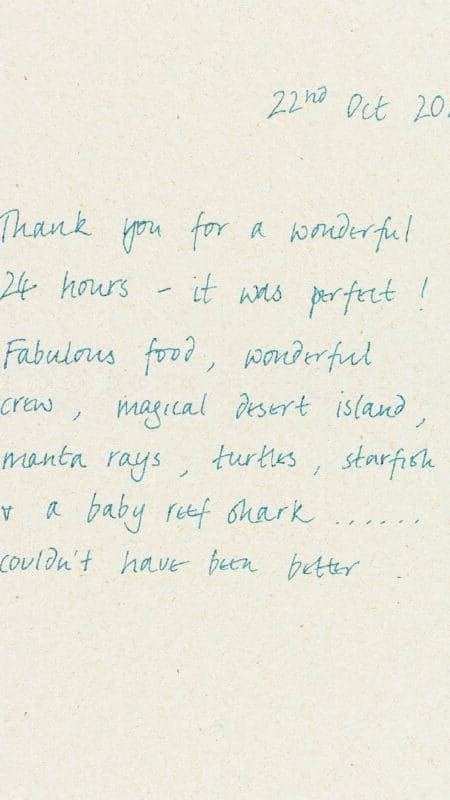 22nd Oct 20
Thank you for a wonderful
24 hours - it was perfect !
Fabulous food, wonderful
crew, magical desert island,
manta rays, turtles, starfish
& a baby reef shark ......
couldn't have been better.